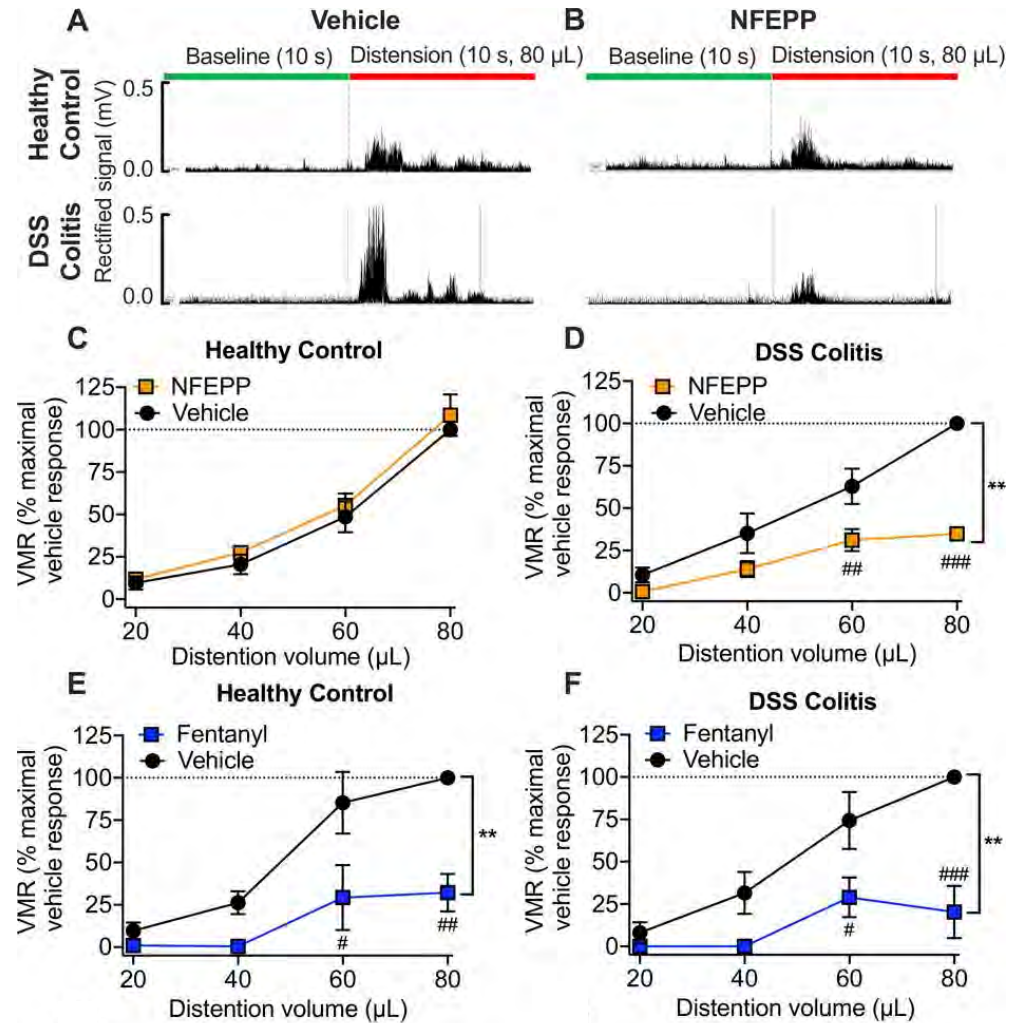 A Vehicle
B NFEPP
Baseline (10 s) Distension (10 s, 80 µL)
Baseline (10 s) Distension (10 s, 80 µL)
Healthy
Control
DSS
Colitis
Rectified signal (mV)
0.5
0.0
0.5
0.0
C
Healthy Control
NFEPP
Vehicle
VMR (% maximal
vehicle response)
125
100
75
50
25
0
20 40 60 80
Distention volume (µL)
D
DSS Colitis
NFEPP
Vehicle
VMR (% maximal
vehicle response)
125
100
75
50
25
0
**
## ###
20 40 60 80
Distention volume (µL)
E
Healthy Control
Fentanyl
Vehicle
VMR (% maximal
vehicle response)
125
100
75
50
25
0
**
# ##
20 40 60 80
Distention volume (µL)
F
DSS Colitis
Fentanyl
Vehicle
VMR (% maximal
vehicle response)
125
100
75
50
25
0
**
###
#
20 40 60 80
Distention volume (µL)